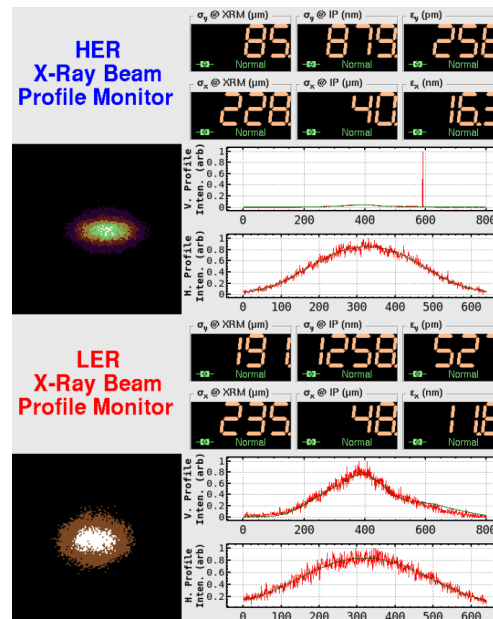 HER
X-Ray Beam
Profile Monitor
σy @ XRM (µm) σy @ IP (nm) εy (pm)
85. 879. 258
Normal Normal Normal
σx @ XRM (µm) σx @ IP (µm) εx (nm)
228. 40. 16.
Normal Normal Normal
V. Profile
Inten. (arb)
1
0.8
0.6
0.4
0.2
0
0 200 400 600 800
H. Profile
Inten. (arb)
1
0.8
0.6
0.4
0.2
0
0 100 200 300 400 500 600
LER
X-Ray Beam
Profile Monitor
σy @ XRM (µm) σy @ IP (nm) εy (pm)
191 1258. 527
Normal Normal Normal
σx @ XRM (µm) σx @ IP (µm) εx (nm)
235. 48. 11.8
Normal Normal Normal
V. Profile
Inten. (arb)
1
0.8
0.6
0.4
0.2
0
0 200 400 600 800
H. Profile
Inten. (arb)
1
0.8
0.6
0.4
0.2
0 100 200 300 400 500 600